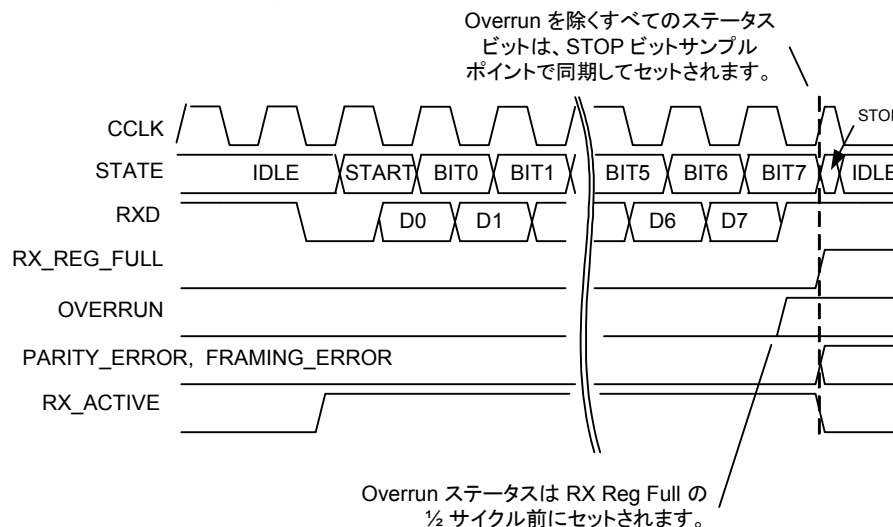 Overrun を除くすべてのステータス
ビットは、STOP ビットサンプル
ポイントで同期してセットされます。
CCLK
STOP
STATE
IDLE START BIT0 BIT1 BIT5 BIT6 BIT7 IDLE
RXD
D0 D1 D6 D7
RX_REG_FULL
OVERRUN
PARITY_ERROR, FRAMING_ERROR
RX_ACTIVE
Overrun ステータスは RX Reg Full の
½ サイクル前にセットされます。